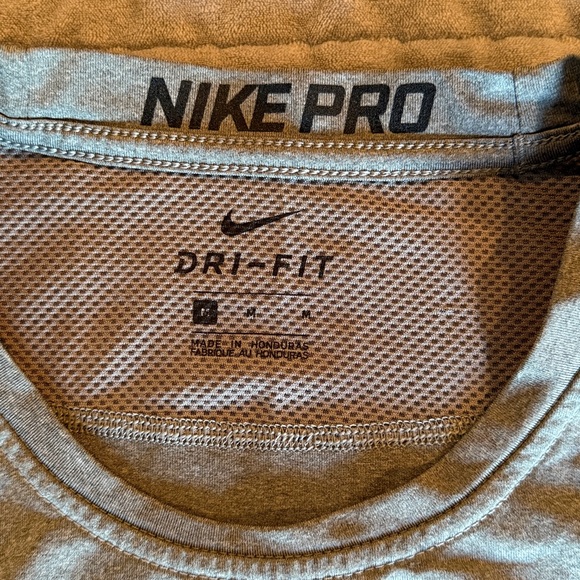 NIKE PRO
DRI-FIT
M M M
MADE IN HONDURAS
FABRIQUE AU HONDURAS